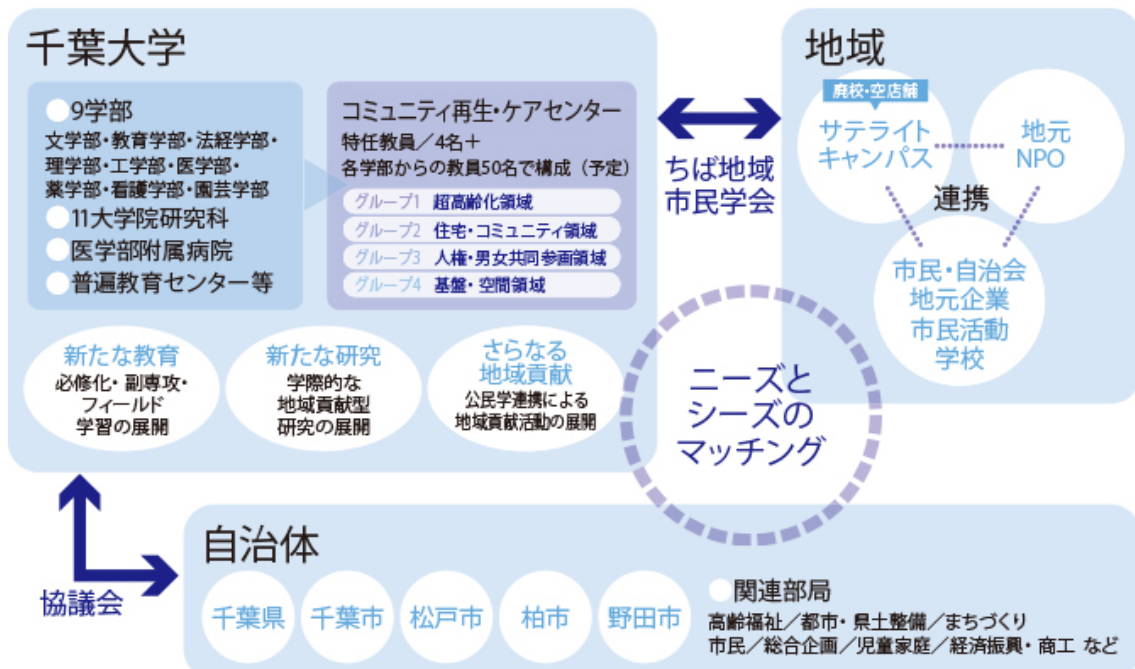 千葉大学
●9学部
文学部・教育学部・法経学部・
理学部・工学部・医学部・
薬学部・看護学部・園芸学部
●11大学院研究科
●医学部附属病院
●普遍教育センター等
コミュニティ再生・ケアセンター
特任教員／4名＋
各学部からの教員50名で構成（予定）
グループ1 超高齢化領域
グループ2 住宅・コミュニティ領域
グループ3 人権・男女共同参画領域
グループ4 基盤・空間領域
新たな教育
必修化・副専攻・
フィールド
学習の展開
新たな研究
学際的な
地域貢献型
研究の展開
さらなる
地域貢献
公民学連携による
地域貢献活動の展開
ちば地域
市民学会
地域
廃校・空店舗
サテライト
キャンパス
地元
NPO
連携
市民・自治会
地元企業
市民活動
学校
ニーズと
シーズの
マッチング
協議会
自治体
千葉県
千葉市
松戸市
柏市
野田市
●関連部局
高齢福祉／都市・県土整備／まちづくり
市民／総合企画／児童家庭／経済振興・商工 など